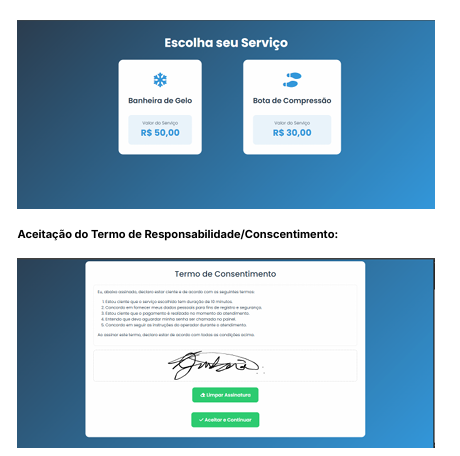 Escolha seu Serviço
Banheira de Gelo
Valor do Serviço
R$ 50,00
Bota de Compressão
Valor do Serviço
R$ 30,00
Aceitação do Termo de Responsabilidade/Conscentimento:
Termo de Consentimento
Eu, abaixo assinado, declaro estar ciente e de acordo com os seguintes termos:
1. Estou ciente que o serviço escolhido tem duração de 10 minutos.
2. Concordo em fornecer meus dados pessoais para fins de registro e segurança.
3. Estou ciente que o pagamento é realizado no momento do atendimento.
4. Entendo que devo aguardar minha senha ser chamada no painel.
5. Concordo em seguir as instruções do operador durante o atendimento.
Ao assinar este termo, declaro estar de acordo com todas as condições acima.
Limpar Assinatura
Aceitar e Continuar